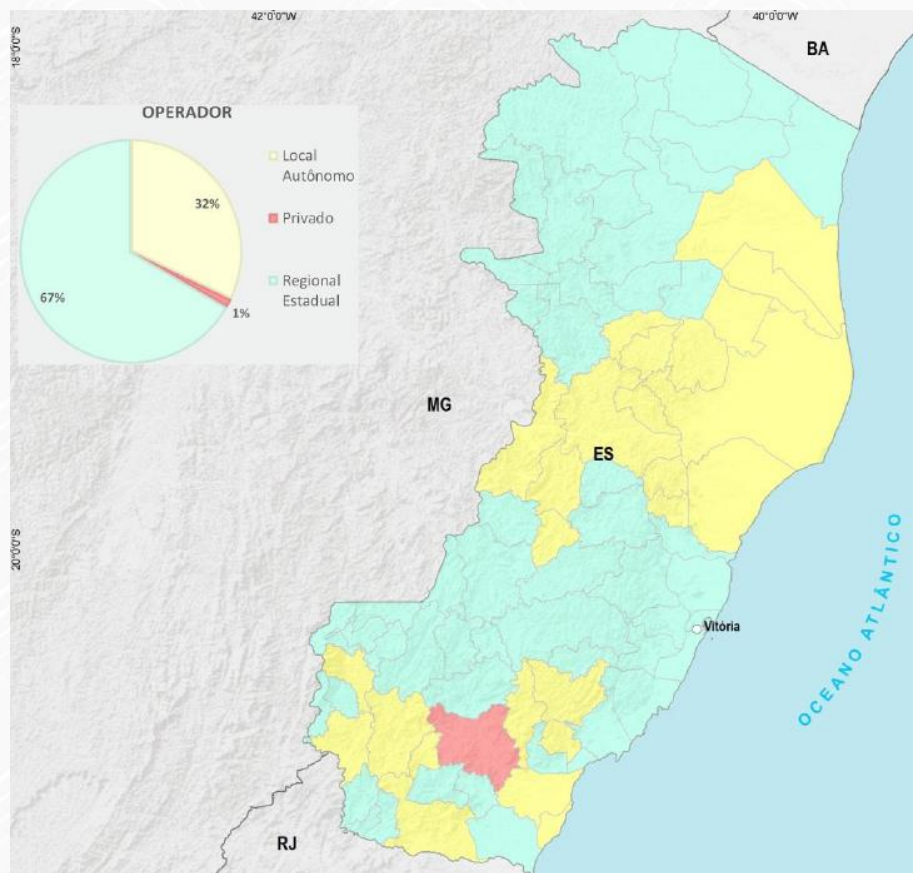 42°0'0"W
40°0'0"W
18°0'0"S
BA
OPERADOR
Local
Autônomo
32%
Privado
Regional
Estadual
67%
1%
MG
ES
20°0'0"S
Vitória
OCEANO ATLÂNTICO
RJ